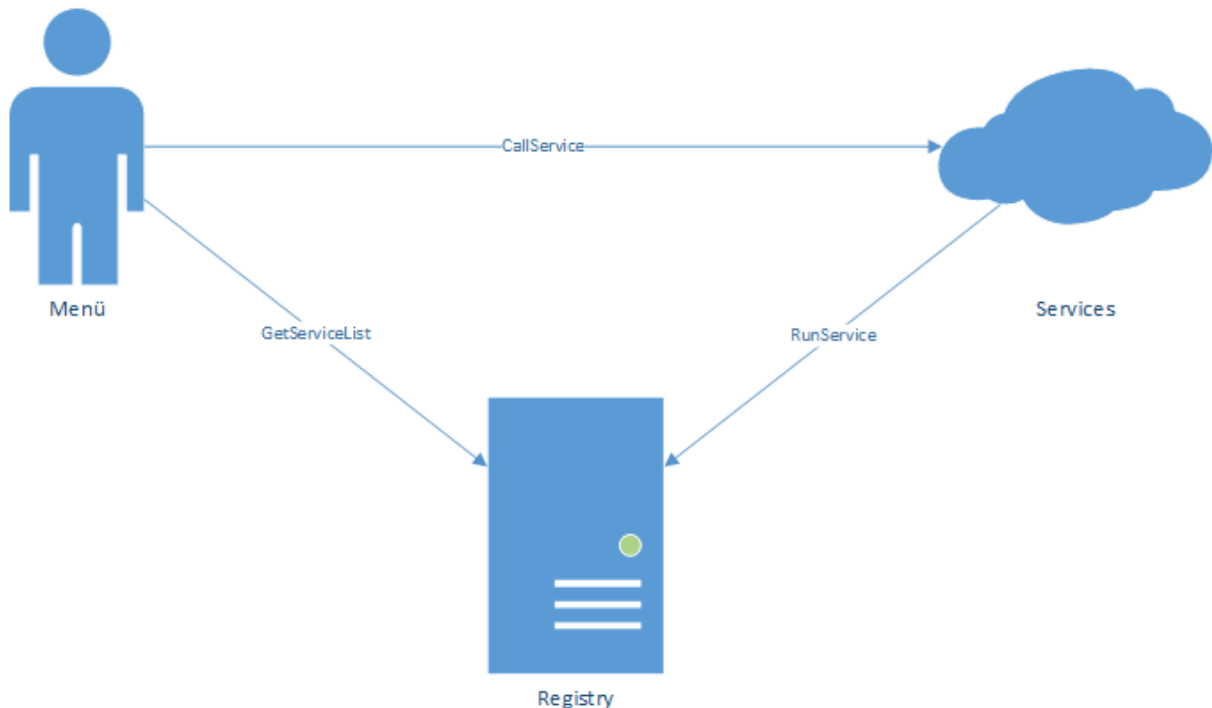 CallService
Menü
Services
GetServiceList
RunService
Registry